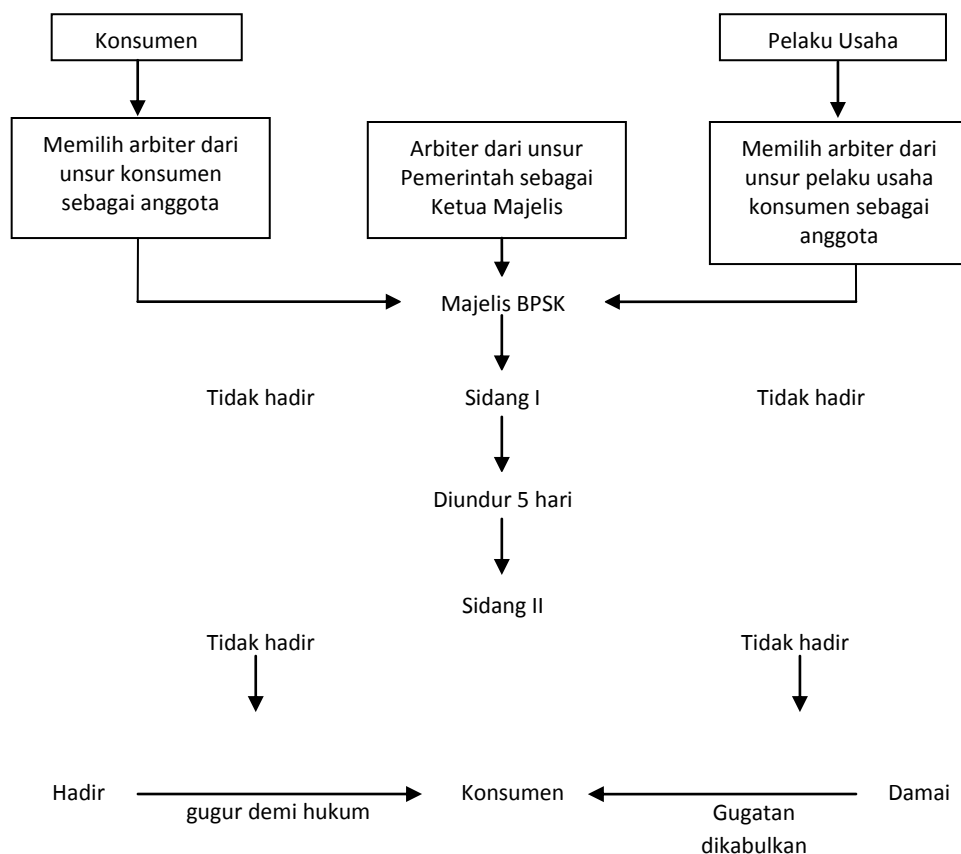 Konsumen
Pelaku Usaha
Memilih arbiter dari
unsur konsumen
sebagai anggota
Arbiter dari unsur
Pemerintah sebagai
Ketua Majelis
Memilih arbiter dari
unsur pelaku usaha
konsumen sebagai
anggota
Majelis BPSK
Tidak hadir
Sidang I
Tidak hadir
Diundur 5 hari
Sidang II
Tidak hadir
Tidak hadir
Hadir
gugur demi hukum
Konsumen
Gugatan
dikabulkan
Damai